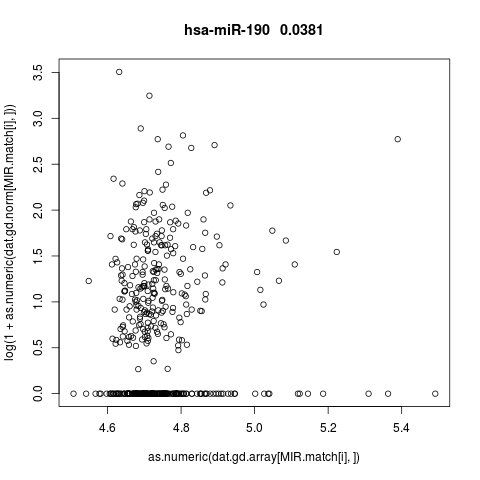 hsa-miR-190 0.0381
log(1 + as.numeric(dat.gd.norm[MIR.match[i], ]))
3.5
3.0
2.5
2.0
1.5
1.0
0.5
0.0
4.6 4.8 5.0 5.2 5.4
as.numeric(dat.gd.array[MIR.match[i], ])